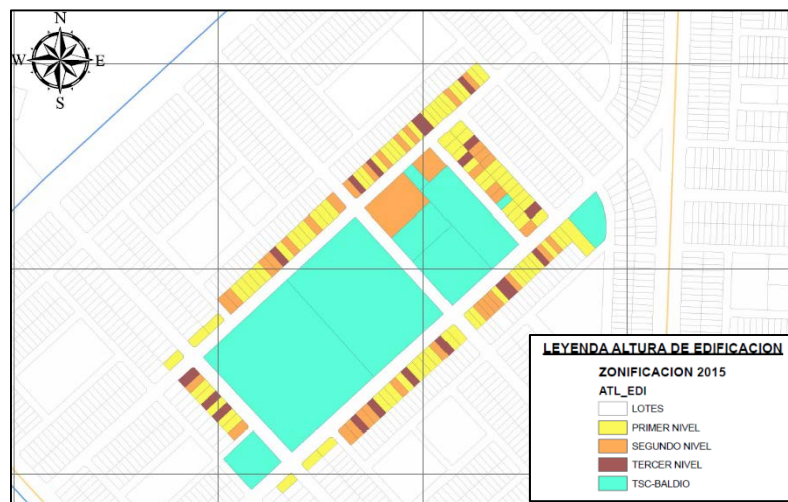 N
W
E
S
LEYENDA ALTURA DE EDIFICACION
ZONIFICACION 2015
ATL_EDI
LOTES
PRIMER NIVEL
SEGUNDO NIVEL
TERCER NIVEL
TSC-BALDIO